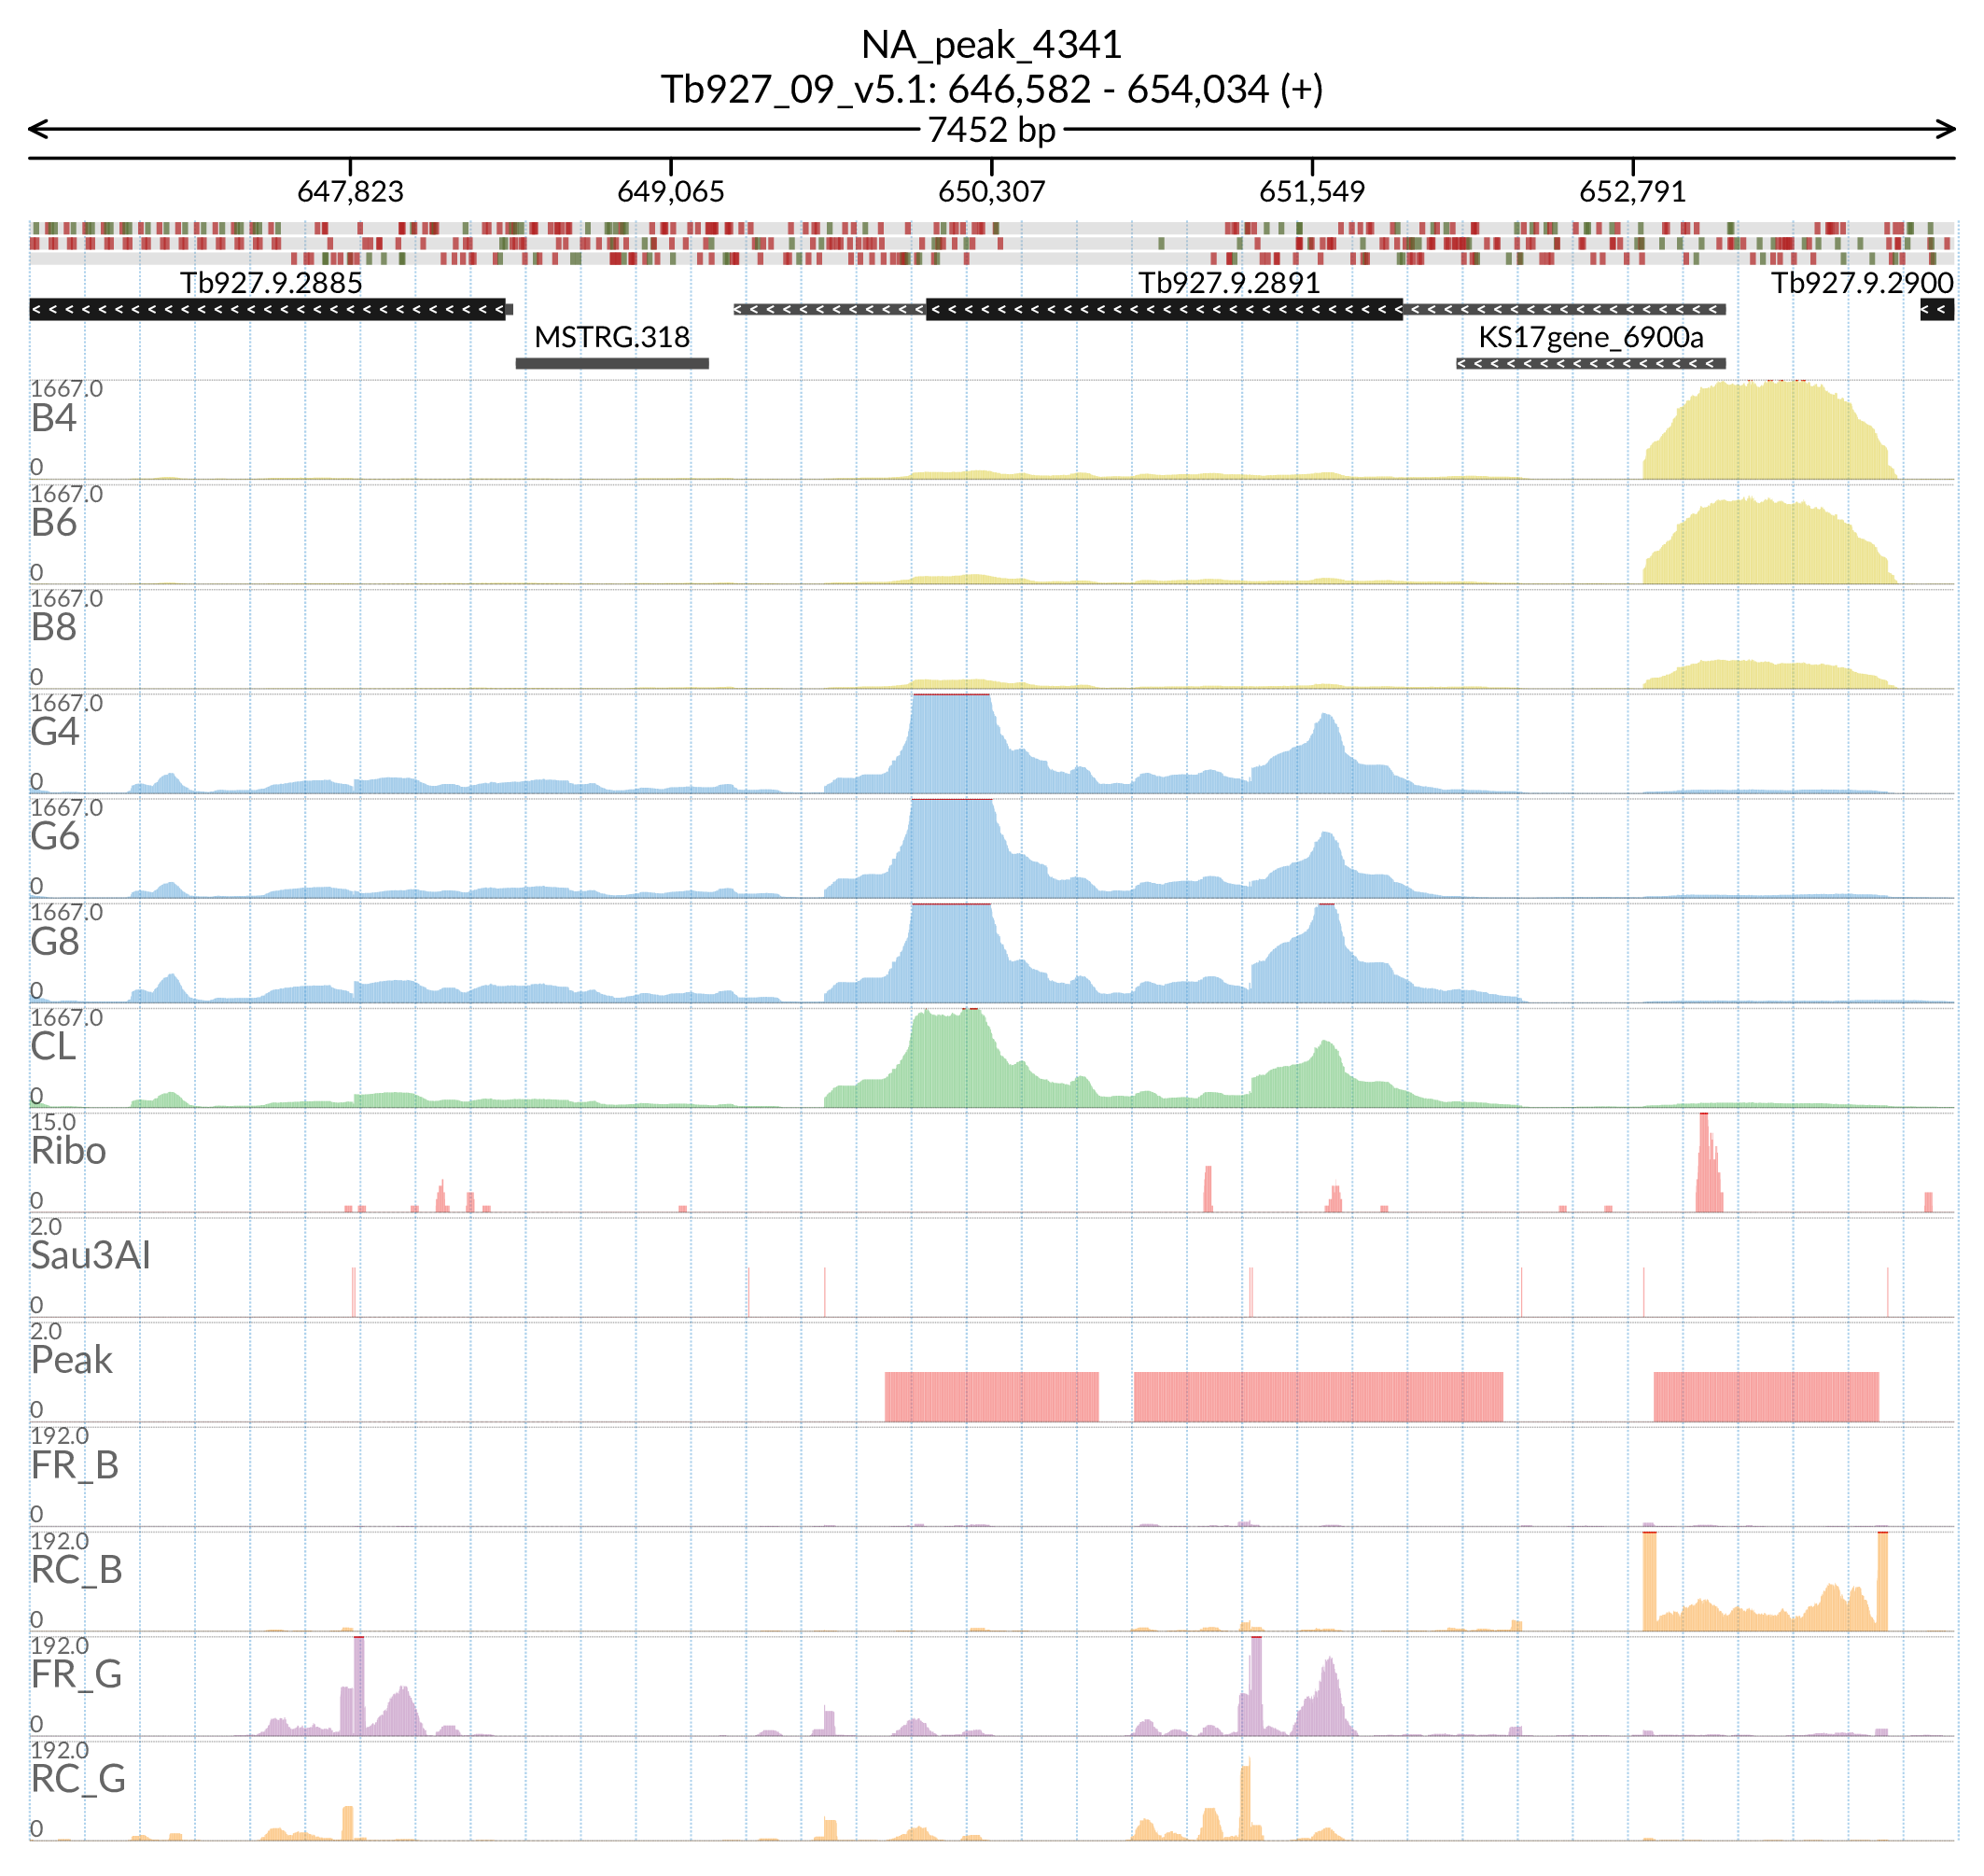 NA_peak_4341
Tb927_09_v5.1: 646,582 - 654,034 (+)
7452 bp
647,823 649,065 650,307 651,549 652,791
Tb927.9.2885 Tb927.9.2891 Tb927.9.2900
MSTRG.318 KS17gene_6900a
1667.0
B4
0
1667.0
B6
0
1667.0
B8
0
1667.0
G4
0
1667.0
G6
0
1667.0
G8
0
1667.0
CL
0
15.0
Ribo
0
2.0
Sau3AI
0
2.0
Peak
0
192.0
FR_B
0
192.0
RC_B
0
192.0
FR_G
0
192.0
RC_G
0